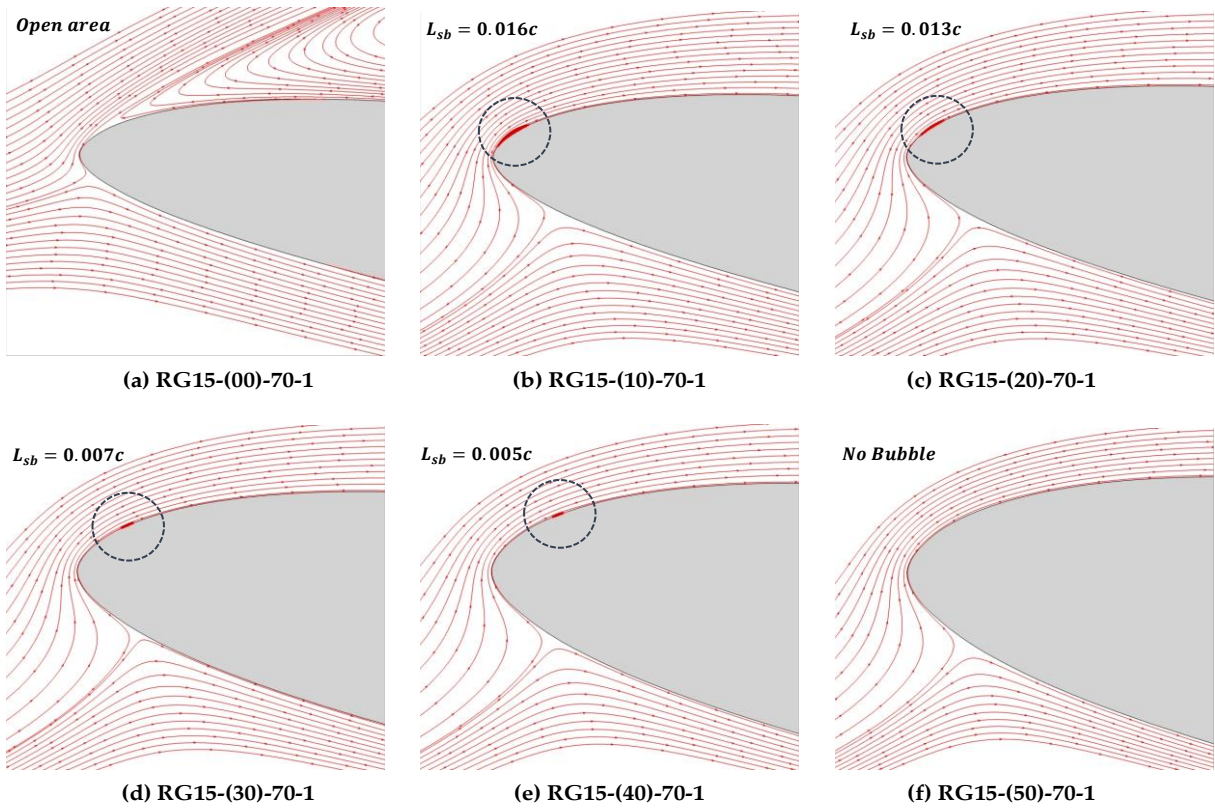 Open area
L_sb = 0.016c
L_sb = 0.013c
(a) RG15-(00)-70-1
(b) RG15-(10)-70-1
(c) RG15-(20)-70-1
L_sb = 0.007c
L_sb = 0.005c
No Bubble
(d) RG15-(30)-70-1
(e) RG15-(40)-70-1
(f) RG15-(50)-70-1